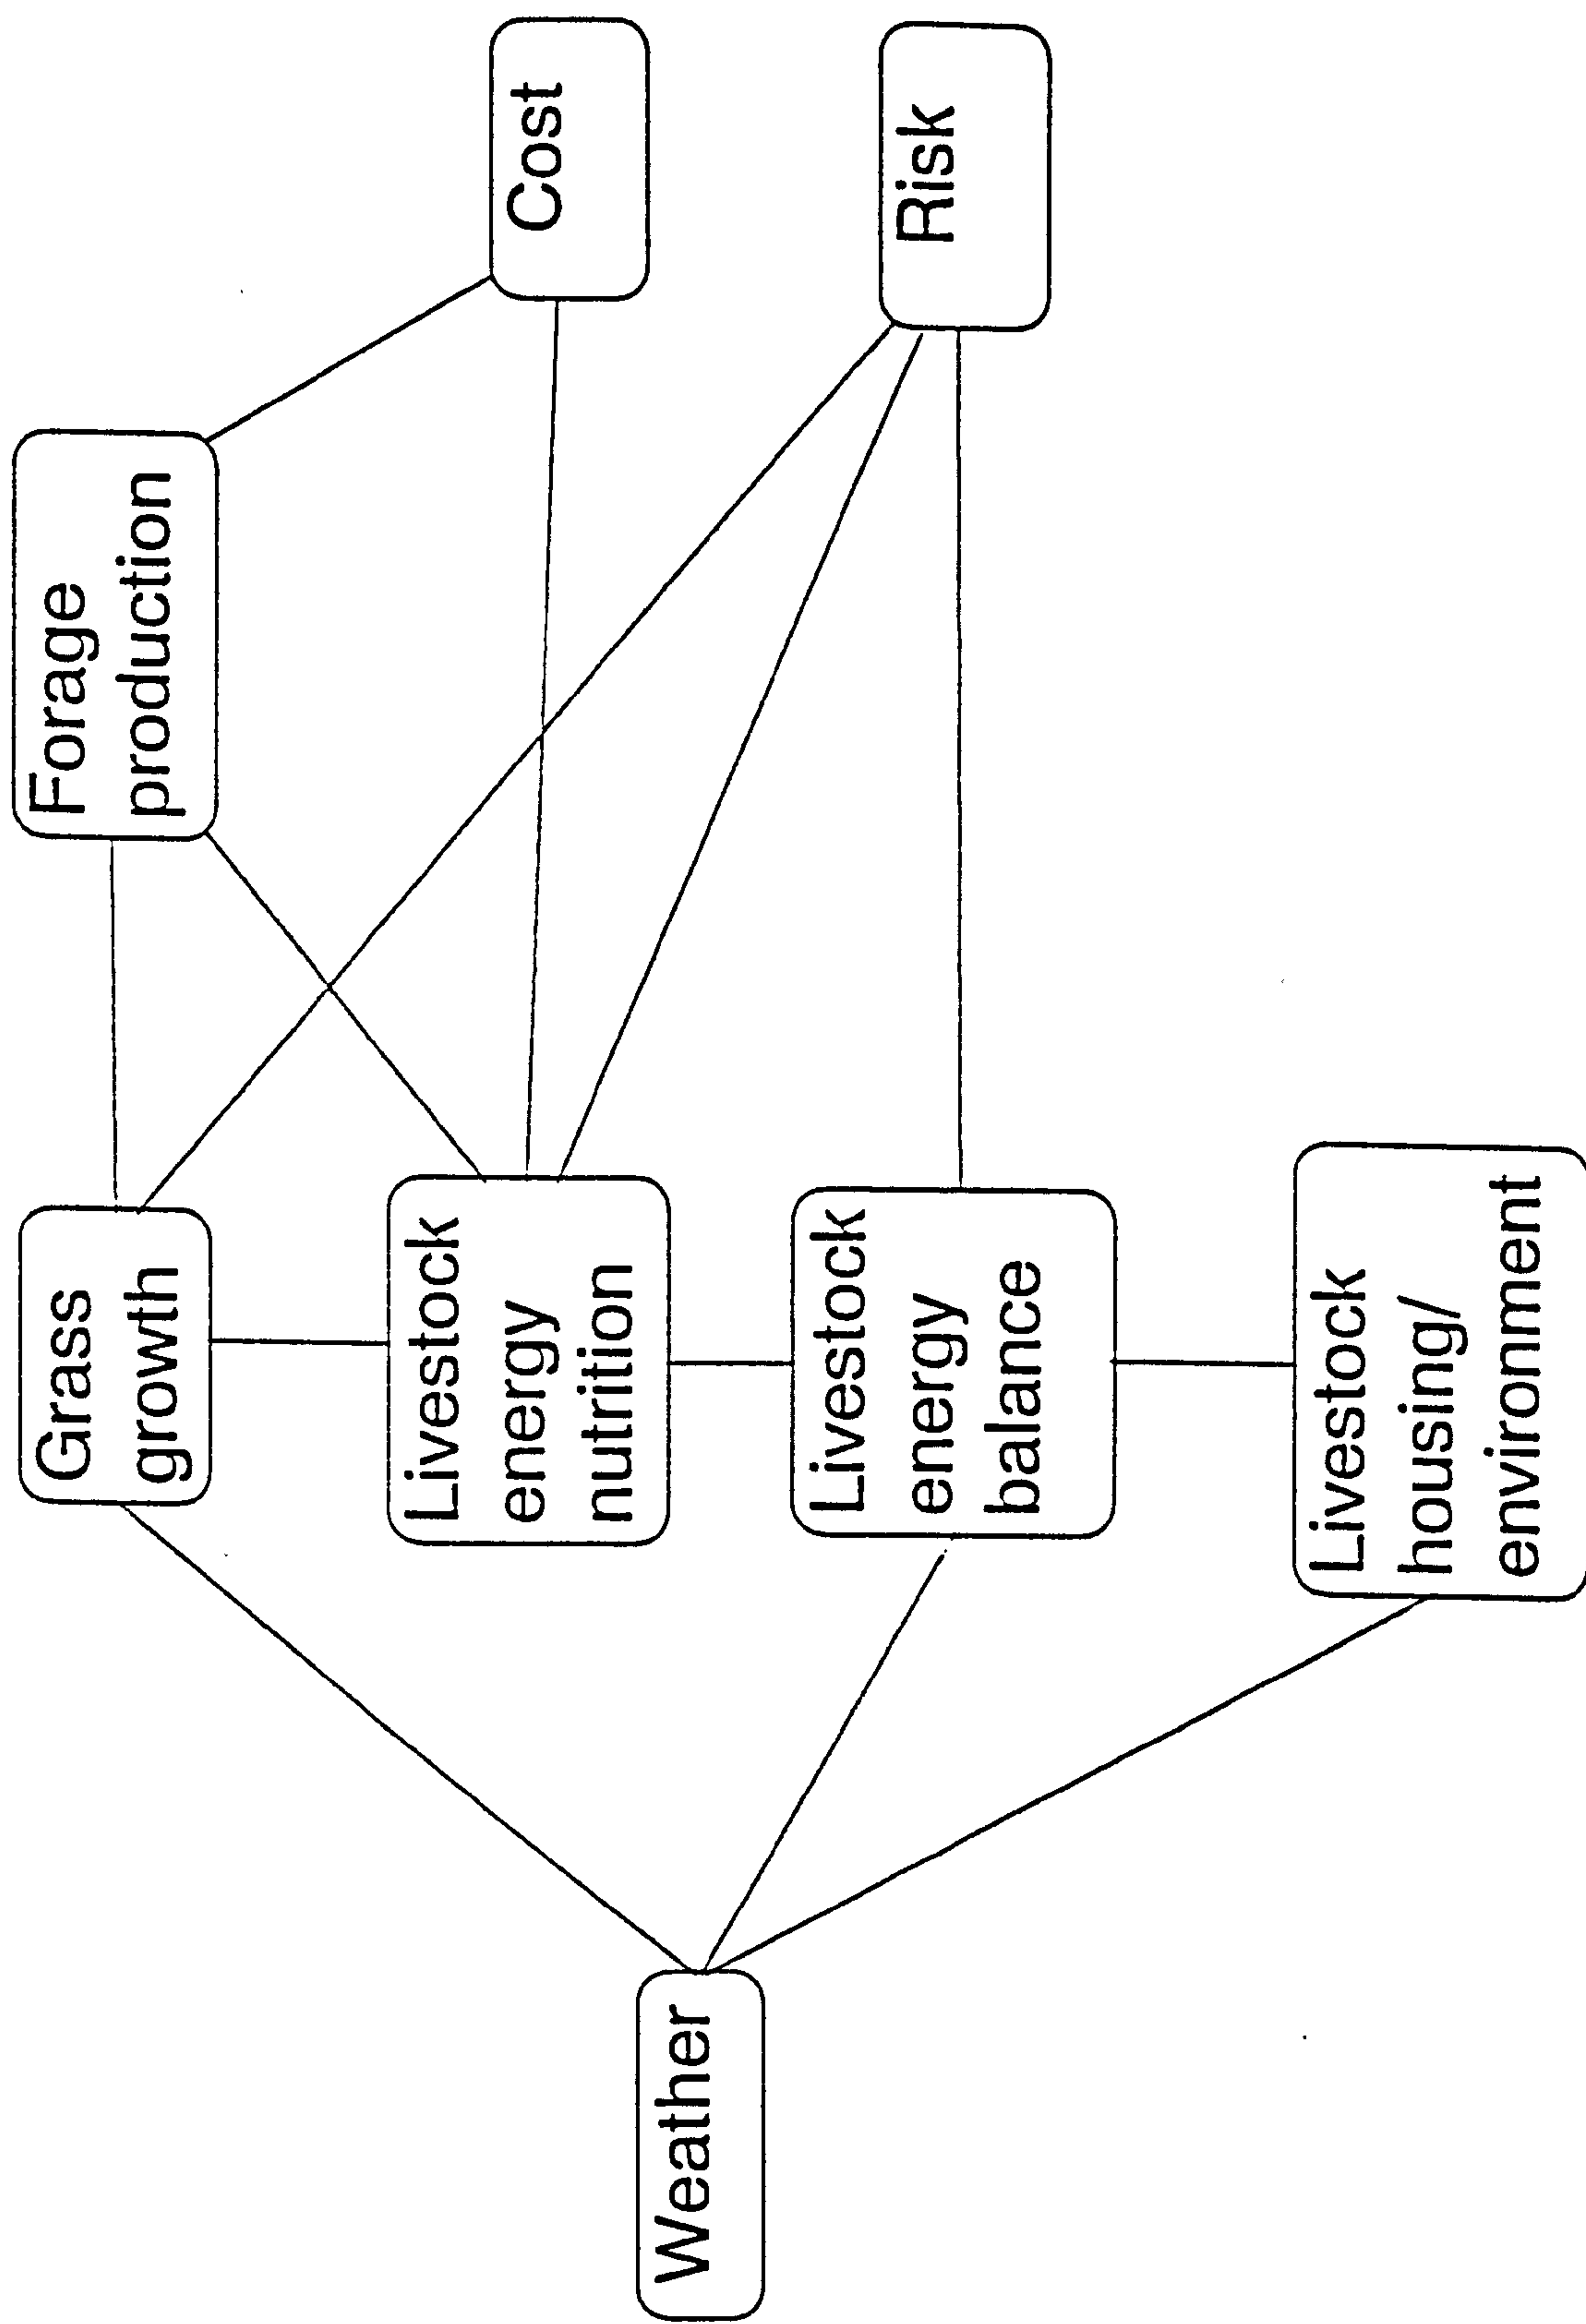 Weather
Grass
growth
Livestock
energy
nutrition
Livestock
energy
balance
Livestock
housing/
environment
Forage
production
Cost
Risk